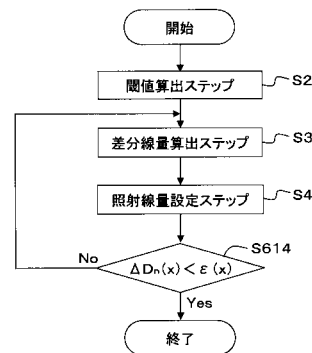 開始
閾値算出ステップ S2
差分線量算出ステップ S3
照射線量設定ステップ S4
S614
No ΔDn(x)<ε(x)
Yes
終了